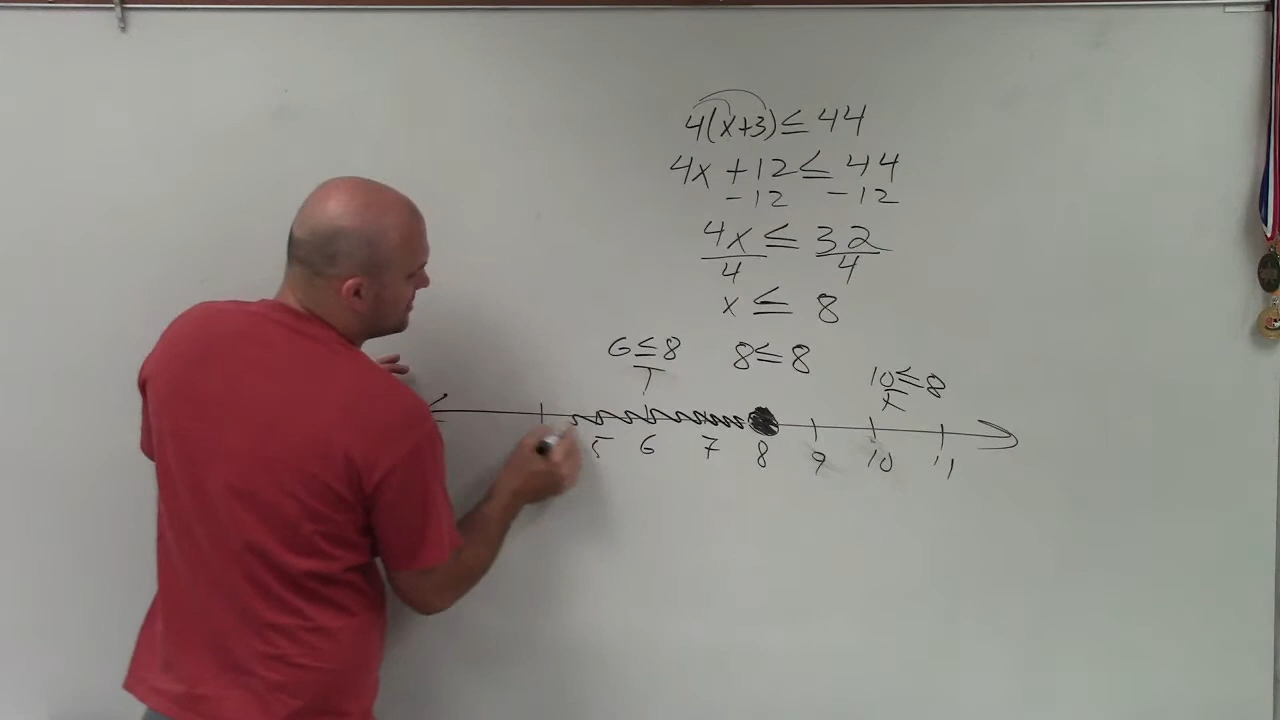 4(x+3)≤44
4x+12≤44
-12 -12
4x≤32
4 4
x≤8
6≤8 8≤8 10≤8
T
5 6 7 8 9 10 11